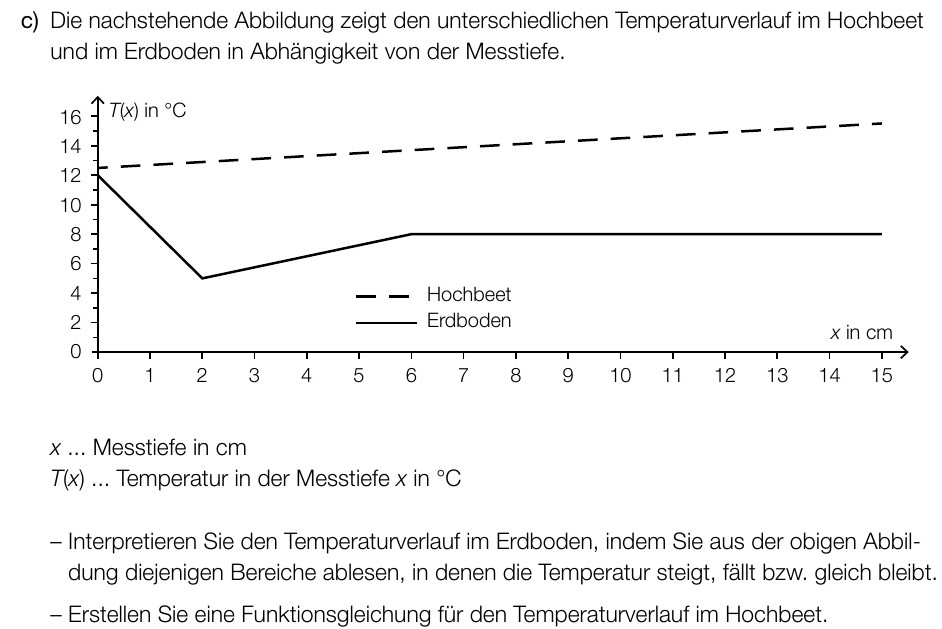 c) Die nachstehende Abbildung zeigt den unterschiedlichen Temperaturverlauf im Hochbeet
und im Erdboden in Abhängigkeit von der Messtiefe.
T(x) in °C
16
14
12
10
8
6
4
2
0
Hochbeet
Erdboden
x in cm
0 1 2 3 4 5 6 7 8 9 10 11 12 13 14 15
x ... Messtiefe in cm
T(x) ... Temperatur in der Messtiefe x in °C
– Interpretieren Sie den Temperaturverlauf im Erdboden, indem Sie aus der obigen Abbil-
dung diejenigen Bereiche ablesen, in denen die Temperatur steigt, fällt bzw. gleich bleibt.
– Erstellen Sie eine Funktionsgleichung für den Temperaturverlauf im Hochbeet.